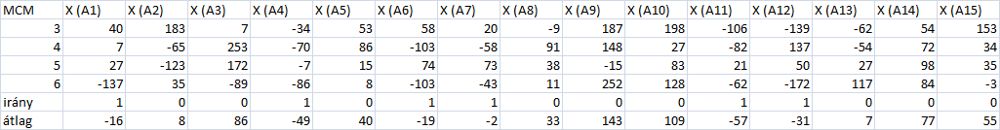 MCM X (A1) X (A2) X (A3) X (A4) X (A5) X (A6) X (A7) X (A8) X (A9) X (A10) X (A11) X (A12) X (A13) X (A14) X (A15)
3 40 183 7 -34 53 58 20 -9 187 198 -106 -139 -62 54 153
4 7 -65 253 -70 86 -103 -58 91 148 27 -82 137 -54 72 34
5 27 -123 172 -7 15 74 73 38 -15 83 21 50 27 98 35
6 -137 35 -89 -86 8 -103 -43 11 252 128 -62 -172 117 84 -3
irány 1 0 0 1 0 1 1 0 0 0 1 1 0 0 0
átlag -16 8 86 -49 40 -19 -2 33 143 109 -57 -31 7 77 55